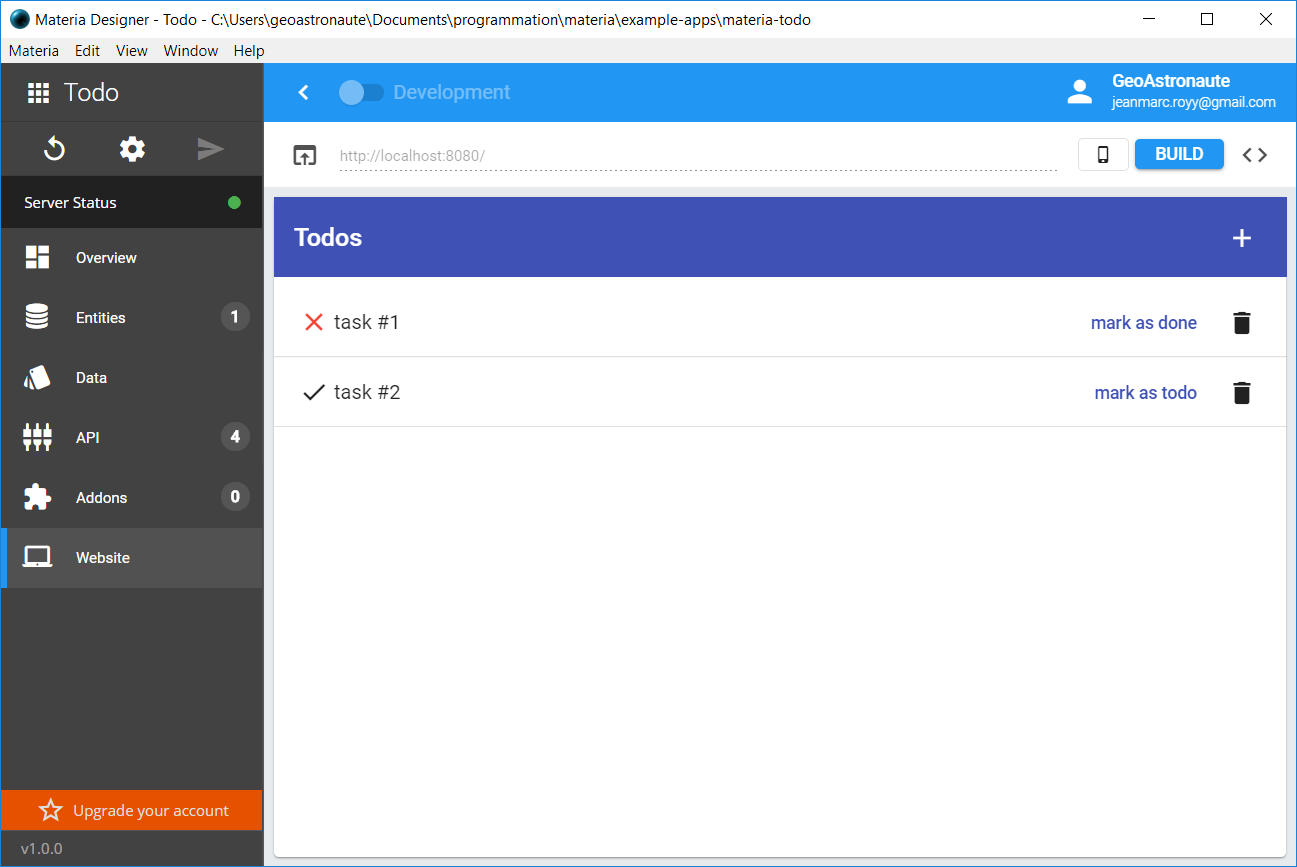 Materia Designer - Todo - C:\Users\geoastronaute\Documents\programmation\materia\example-apps\materia-todo
Materia Edit View Window Help
Todo
Development
GeoAstronaute
jeanmarc.royy@gmail.com
http://localhost:8080/
BUILD
Server Status
Overview
Entities 1
Data
API 4
Addons 0
Website
Upgrade your account
v1.0.0
Todos
task #1 mark as done
task #2 mark as todo